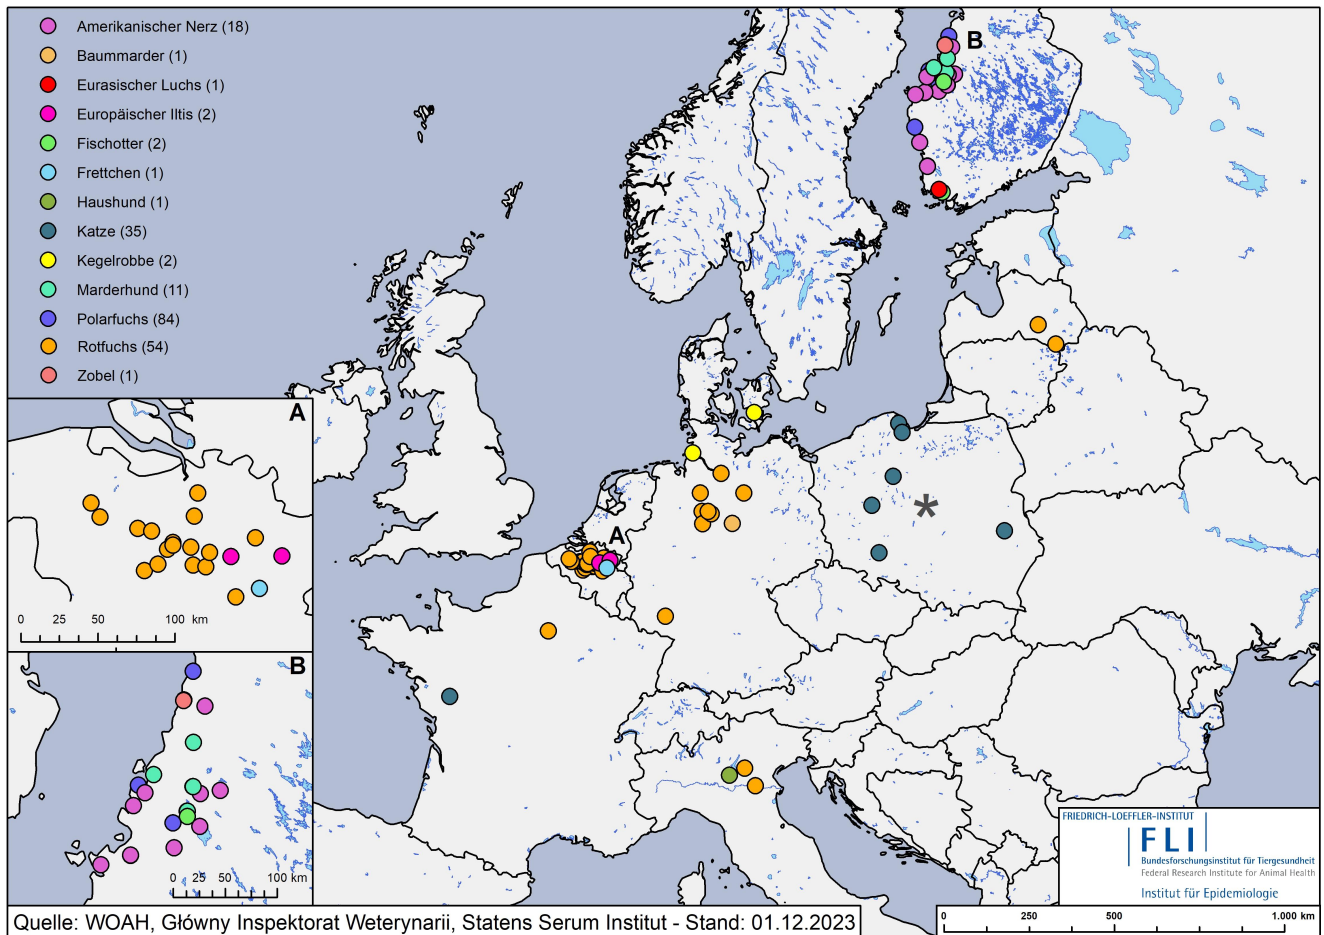 Amerikanischer Nerz (18)
Baummarder (1)
Eurasischer Luchs (1)
Europäischer Iltis (2)
Fischotter (2)
Frettchen (1)
Haushund (1)
Katze (35)
Kegelrobbe (2)
Marderhund (11)
Polarfuchs (84)
Rotfuchs (54)
Zobel (1)
A
0 25 50 100 km
B
0 25 50 100 km
B
A
*
FRIEDRICH-LOEFFLER-INSTITUT
FLI
Bundesforschungsinstitut für Tiergesundheit
Federal Research Institute for Animal Health
Institut für Epidemiologie
Quelle: WOAH, Główny Inspektorat Weterynarii, Statens Serum Institut - Stand: 01.12.2023
0 250 500 1.000 km